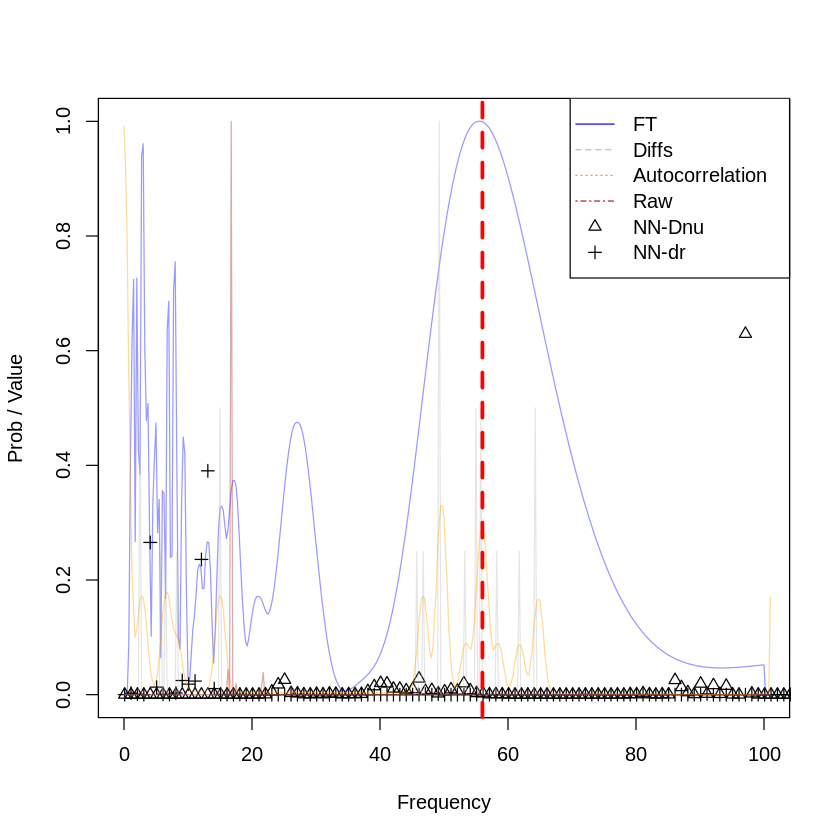 FT
Diffs
Autocorrelation
Raw
NN-Dnu
NN-dr
Prob / Value
1.0
0.8
0.6
0.4
0.2
0.0
0 20 40 60 80 100
Frequency